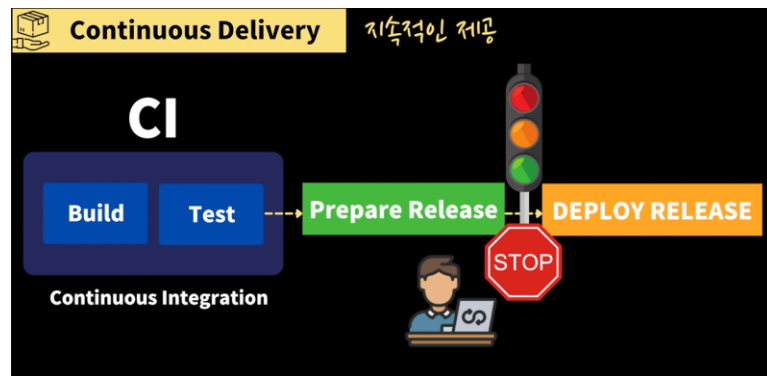 Continuous Delivery 지속적인 제공
CI
Build Test Prepare Release DEPLOY RELEASE
STOP
Continuous Integration